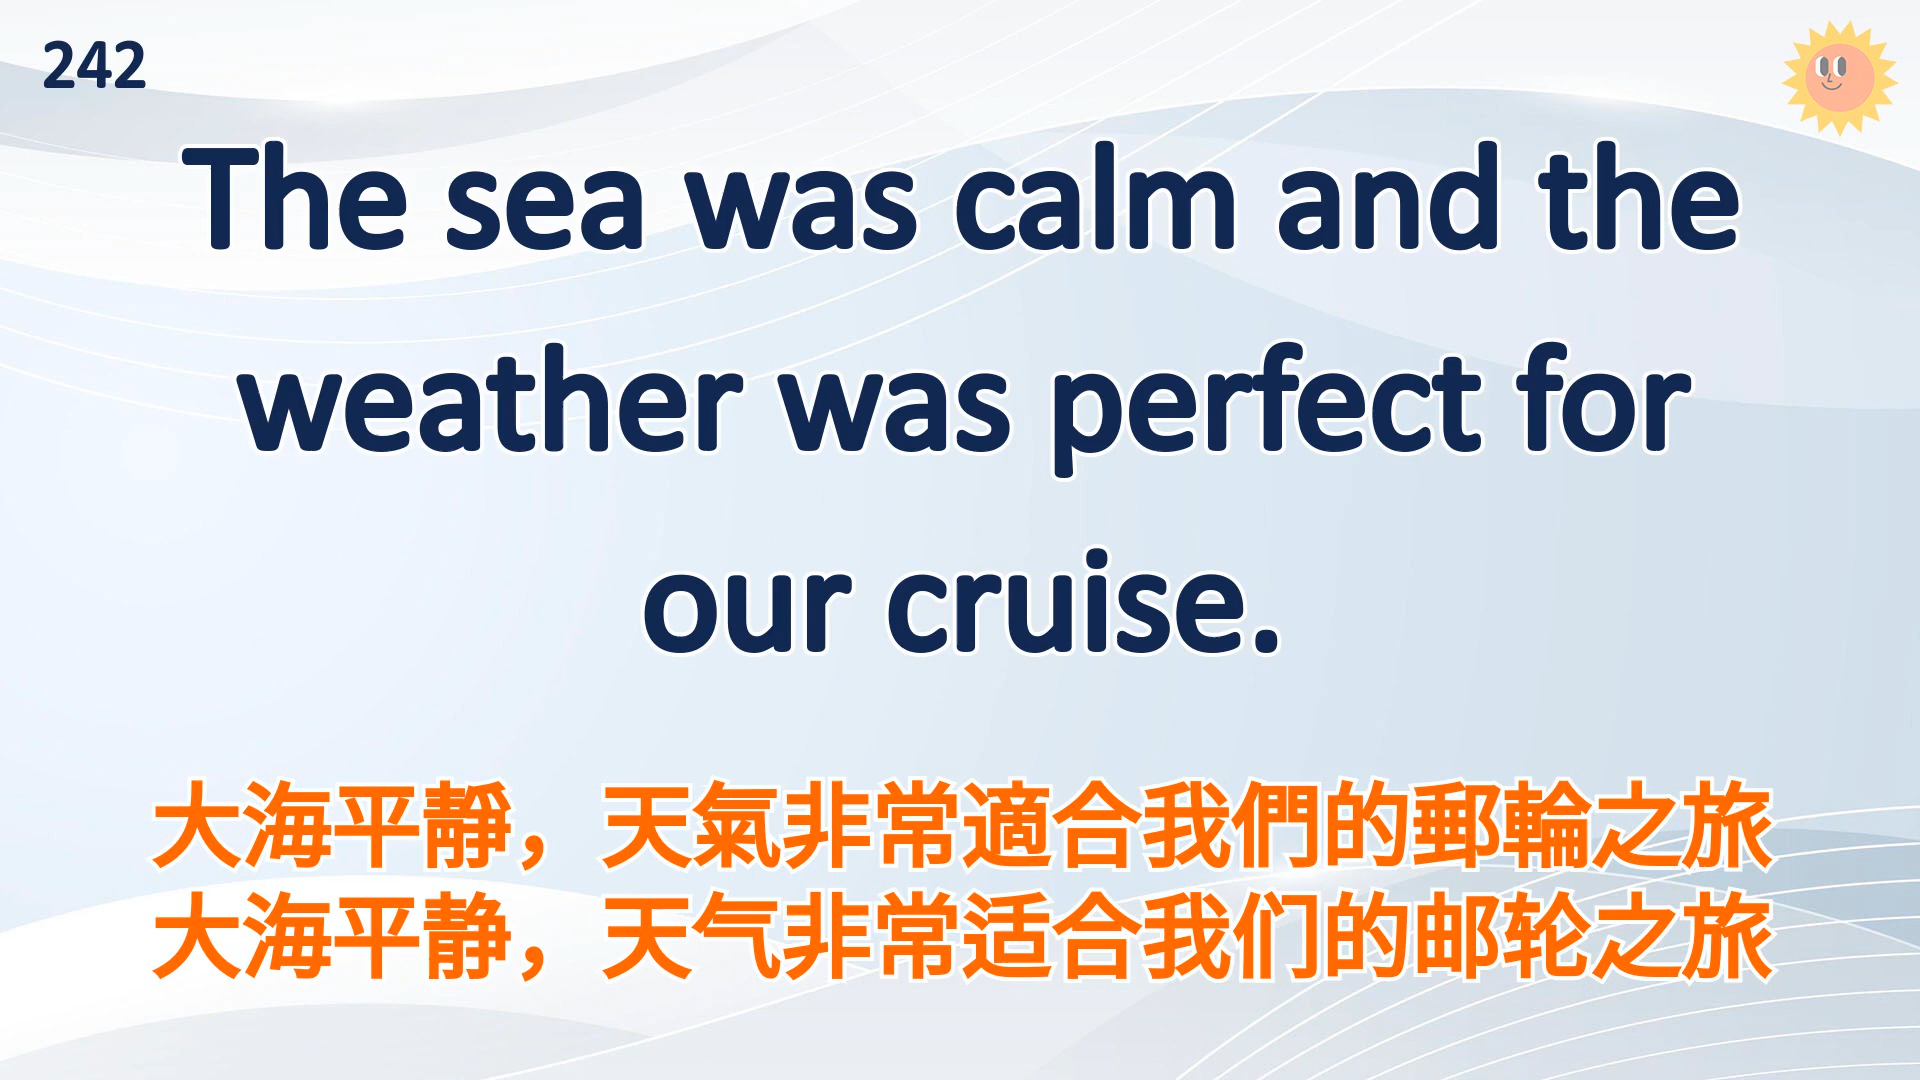 242
The sea was calm and the
weather was perfect for
our cruise.
大海平靜，天氣非常適合我們的郵輪之旅
大海平静，天气非常适合我们的邮轮之旅